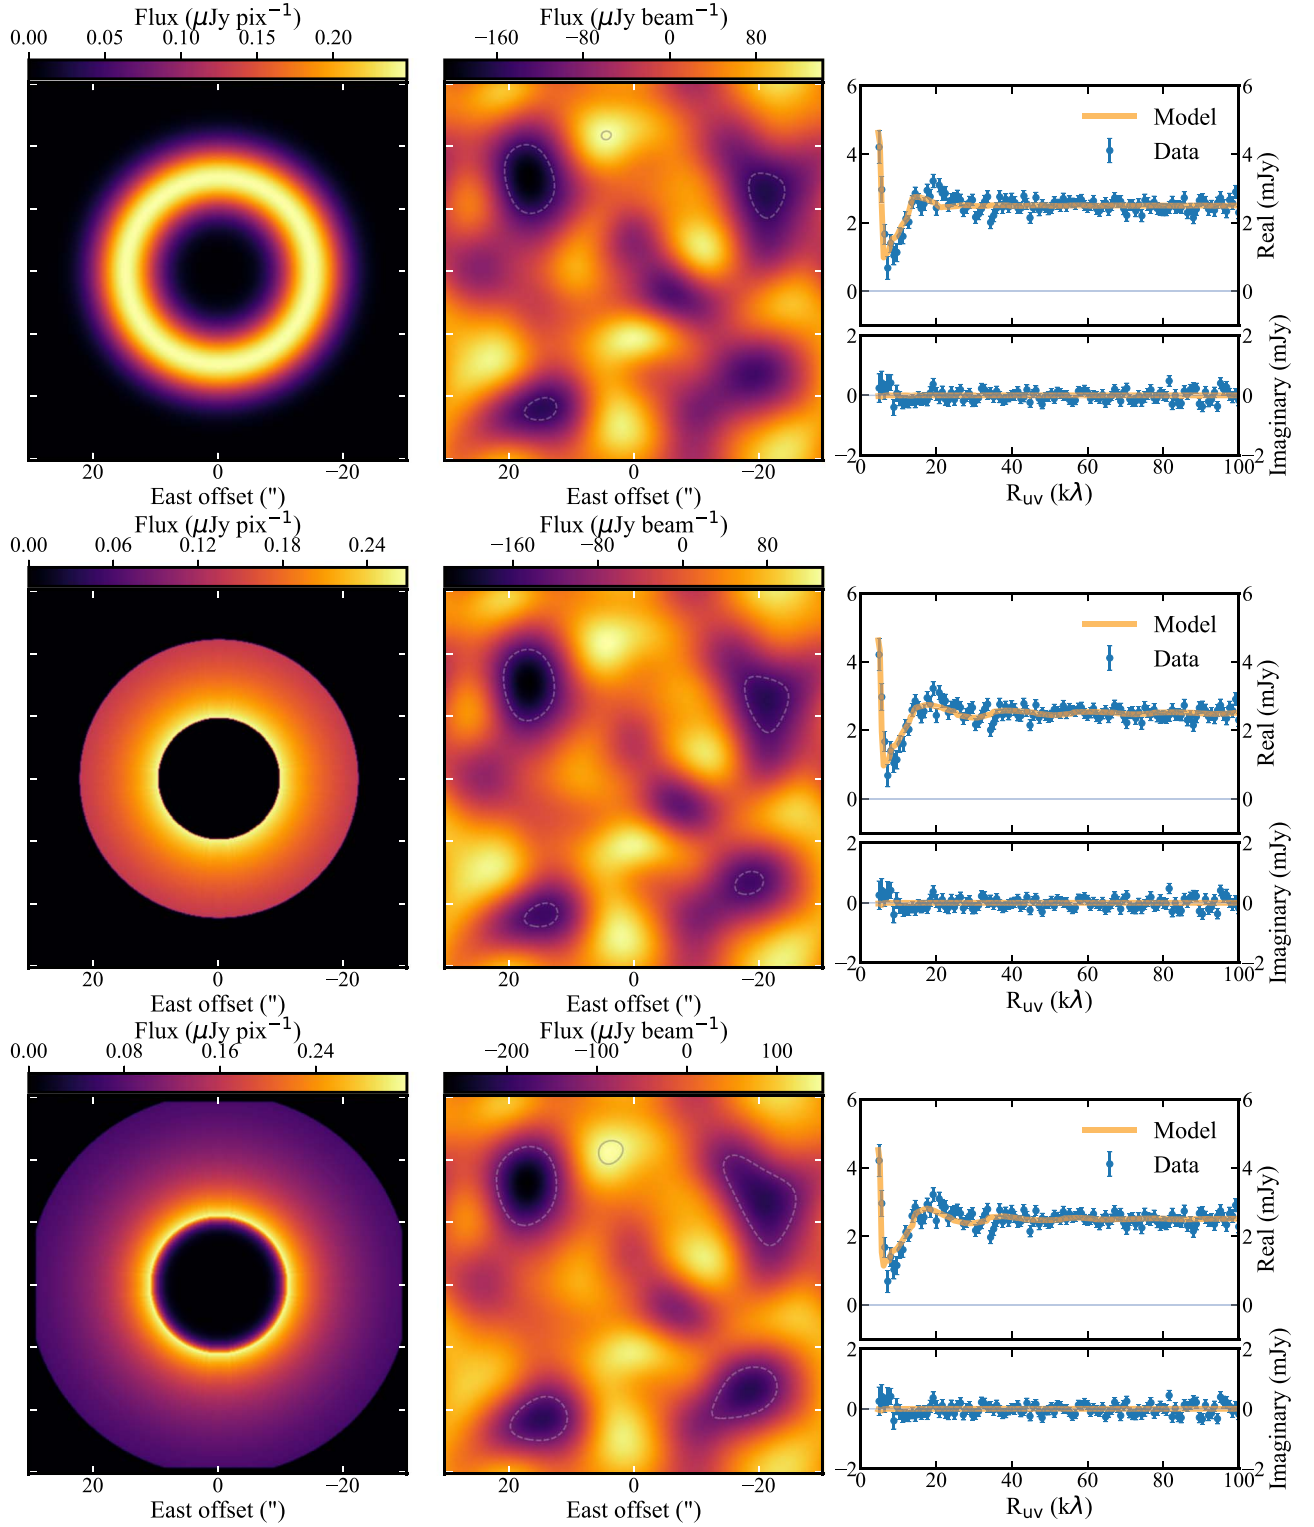 Flux (μJy pix⁻¹)
0.00 0.05 0.10 0.15 0.20
20 0 −20
East offset (")
Flux (μJy beam⁻¹)
−160 −80 0 80
20 0 −20
East offset (")
6 6
4 4
2 2
0 0
Model
Data
Real (mJy)
2 2
0 0
−2 −2
Imaginary (mJy)
0 20 40 60 80 100
Ruv (kλ)
Flux (μJy pix⁻¹)
0.00 0.06 0.12 0.18 0.24
20 0 −20
East offset (")
Flux (μJy beam⁻¹)
−160 −80 0 80
20 0 −20
East offset (")
6 6
4 4
2 2
0 0
Model
Data
Real (mJy)
2 2
0 0
−2 −2
Imaginary (mJy)
0 20 40 60 80 100
Ruv (kλ)
Flux (μJy pix⁻¹)
0.00 0.08 0.16 0.24
20 0 −20
East offset (")
Flux (μJy beam⁻¹)
−200 −100 0 100
20 0 −20
East offset (")
6 6
4 4
2 2
0 0
Model
Data
Real (mJy)
2 2
0 0
−2 −2
Imaginary (mJy)
0 20 40 60 80 100
Ruv (kλ)